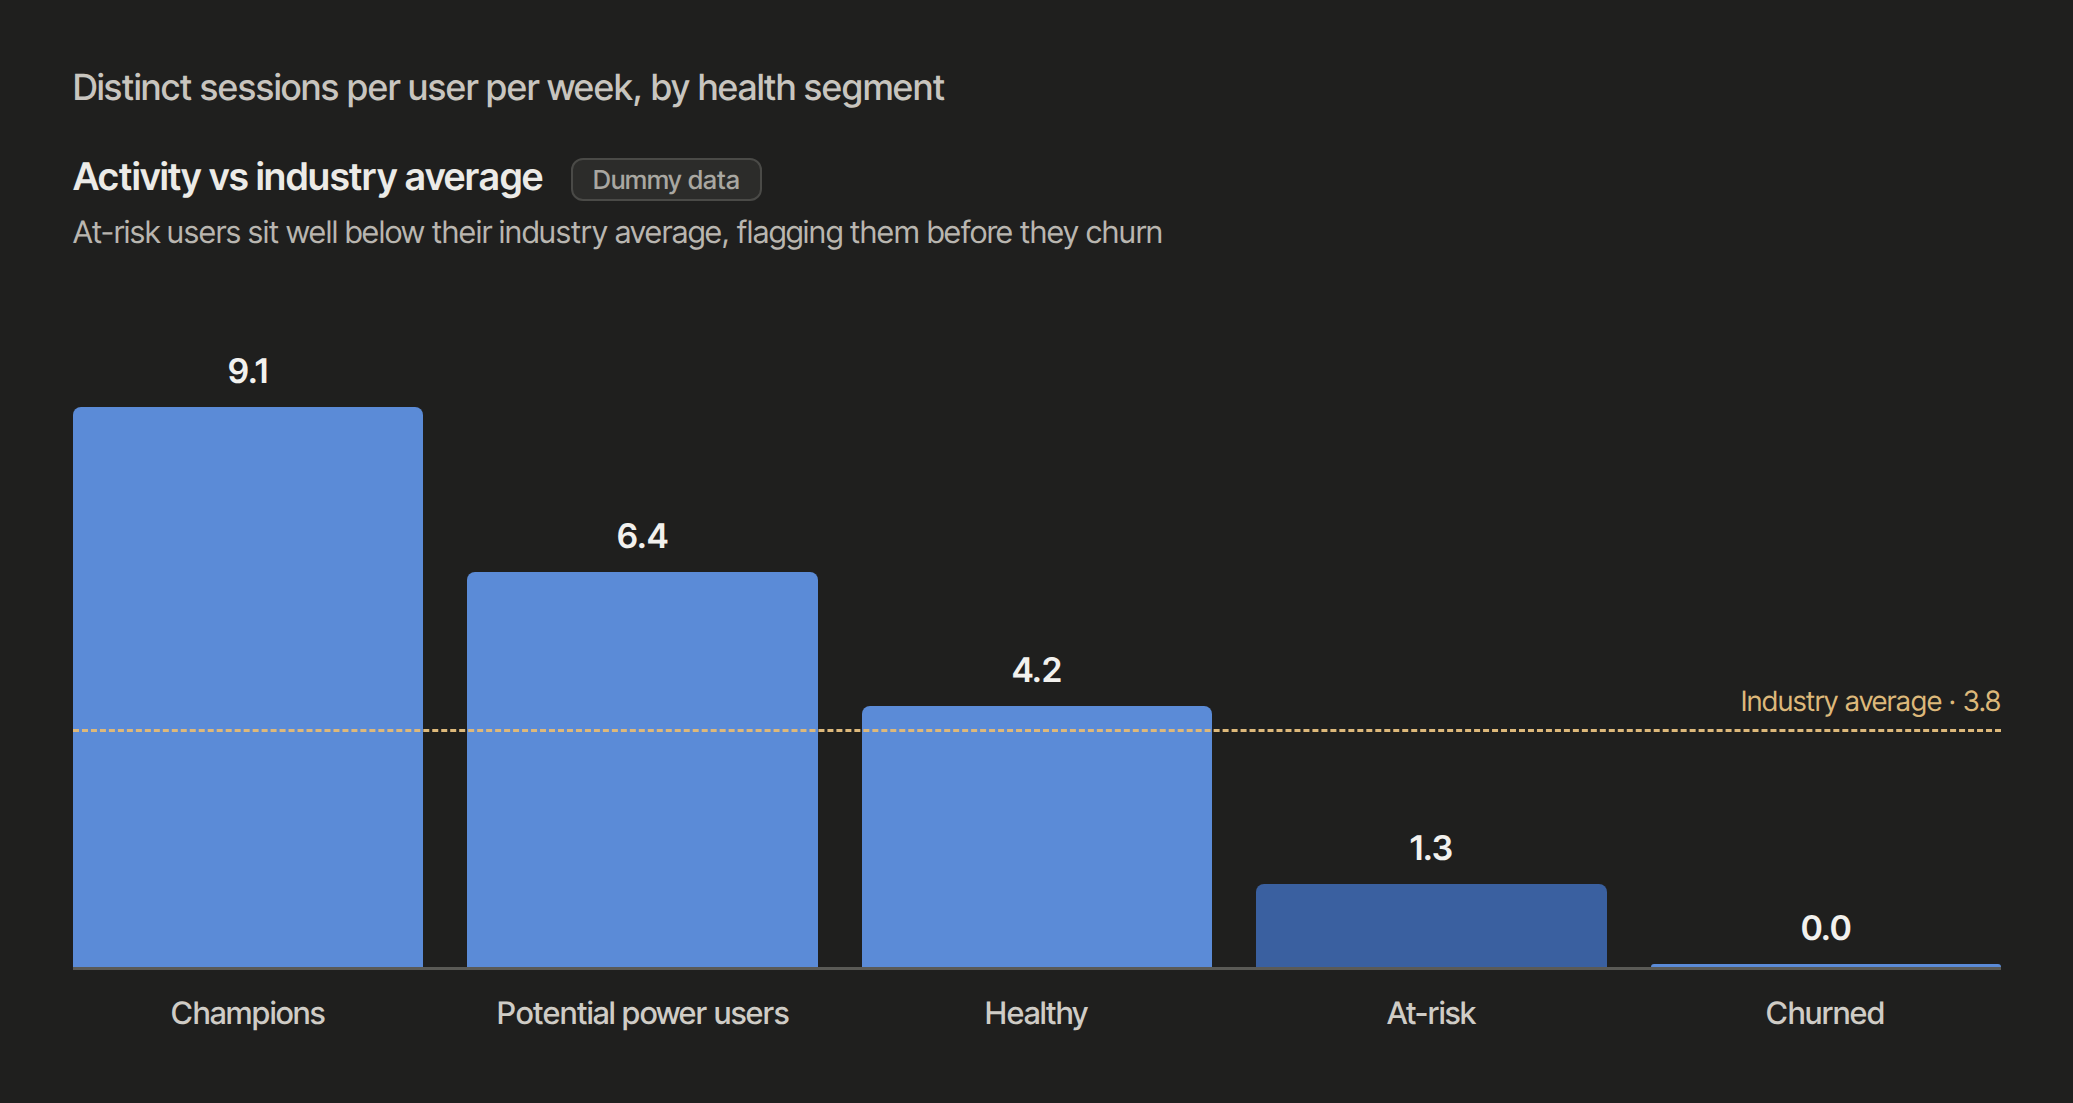 Distinct sessions per user per week, by health segment
Activity vs industry average
Dummy data
At-risk users sit well below their industry average, flagging them before they churn
9.1
6.4
4.2
Industry average · 3.8
1.3
0.0
Champions
Potential power users
Healthy
At-risk
Churned